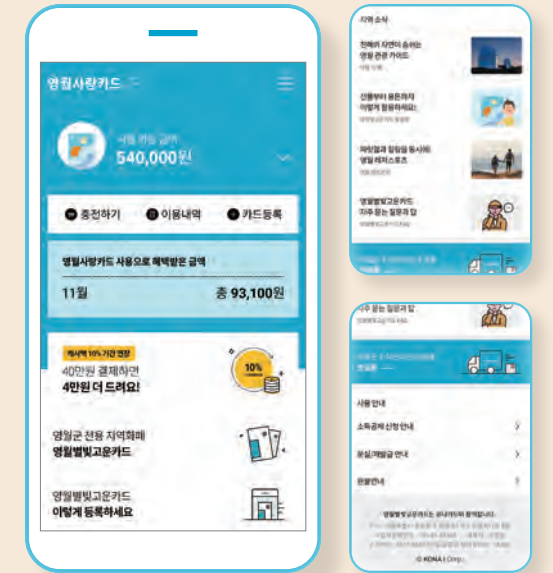 영월사랑카드
사용 가능 금액
540,000원
충전하기
이용내역
카드등록
영월사랑카드 사용으로 혜택받은 금액
11월
총 93,100원
캐시백 10% 기간 연장
40만원 결제하면
4만원 더 드려요!
10%
영월군 전용 지역화폐
영월별빛고운카드
영월별빛고운카드
이렇게 등록하세요
지역 소식
천혜의 자연이 숨쉬는
영월 관광 가이드
선물부터 용돈까지
이렇게 활용하세요!
짜릿함과 힐링을 동시에!
영월 레저스포츠
영월별빛고운카드
자주 묻는 질문과 답
자주 묻는 질문과 답
사용 안내
소득공제 신청 안내
분실/재발급 안내
환불안내
영월별빛고운카드는 코나카드와 함께합니다.
© KONA I Corp.